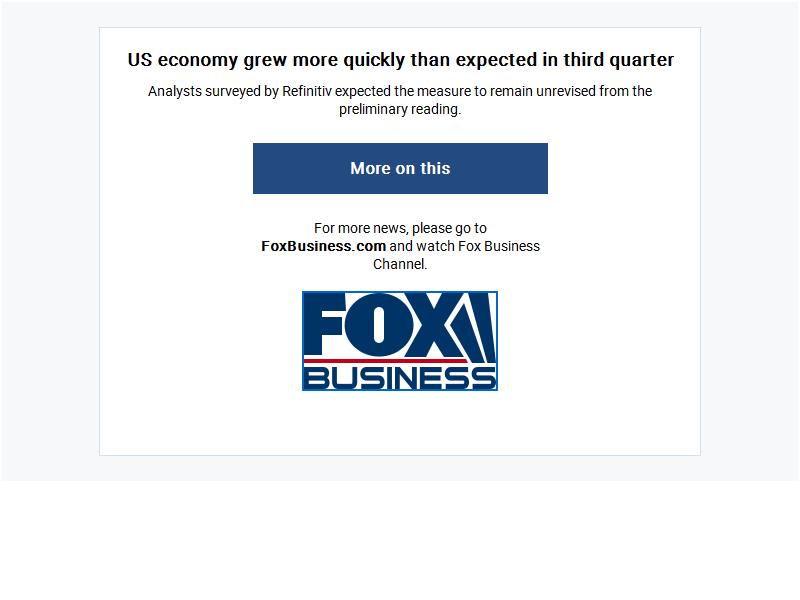 US economy grew more quickly than expected in third quarter
Analysts surveyed by Refinitiv expected the measure to remain unrevised from the
preliminary reading.
More on this
For more news, please go to
FoxBusiness.com and watch Fox Business
Channel.
FOX
BUSINESS